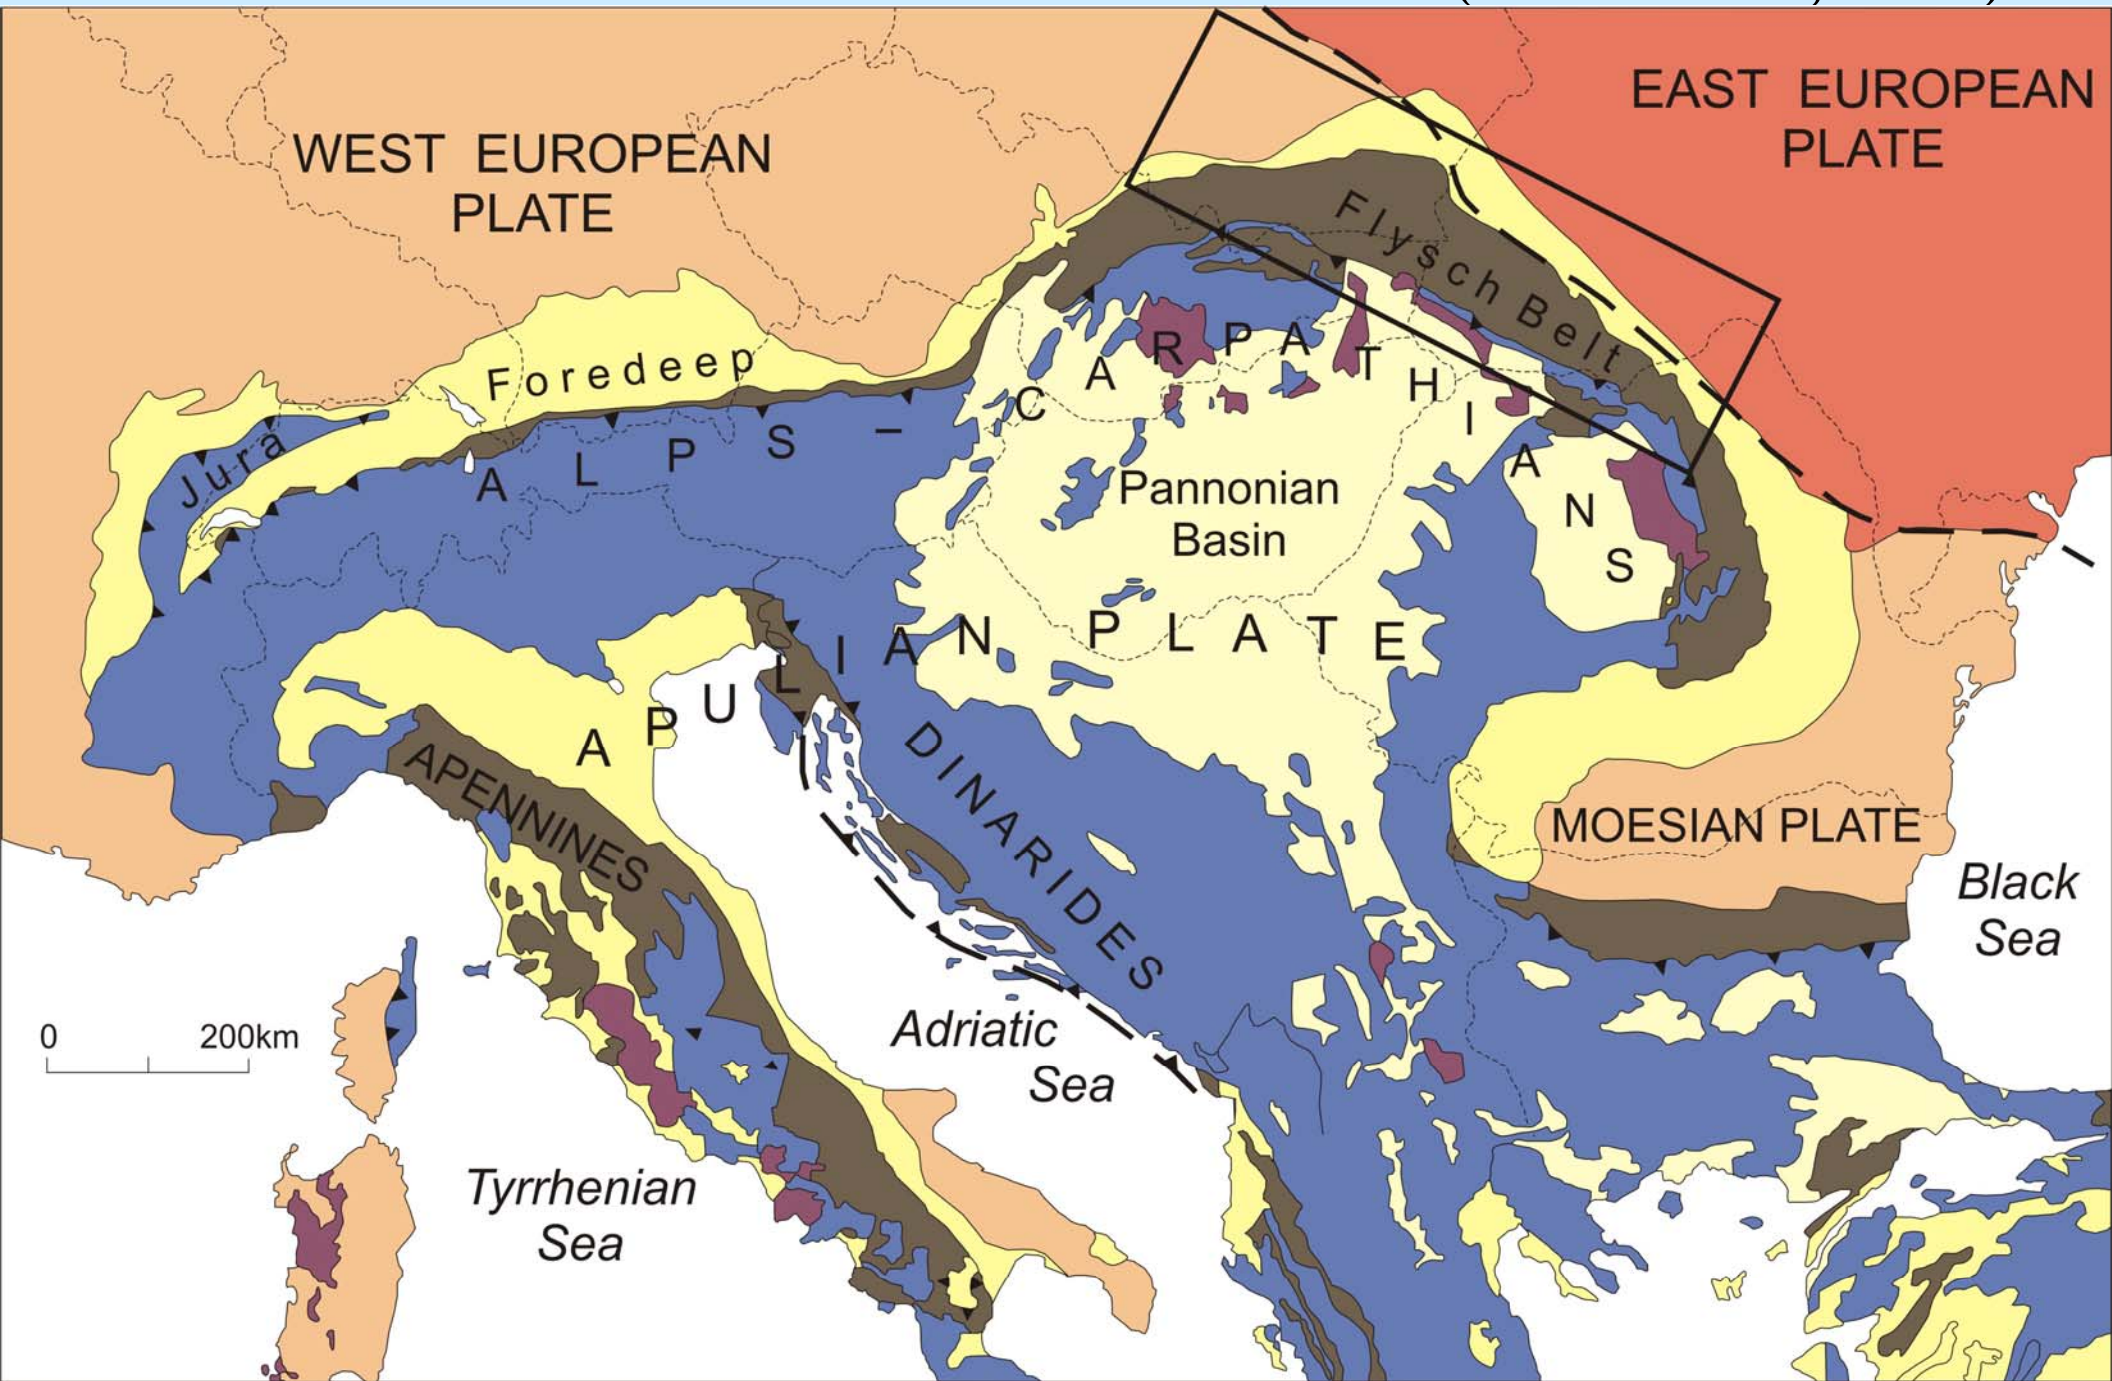 EAST EUROPEAN
PLATE
WEST EUROPEAN
PLATE
Flysch Belt
Foredeep
Jura
ALPS – CARPATHIANS
Pannonian
Basin
APULIAN PLATE
DINARIDES
APENNINES
MOESIAN PLATE
Black
Sea
Adriatic
Sea
0 200km
Tyrrhenian
Sea